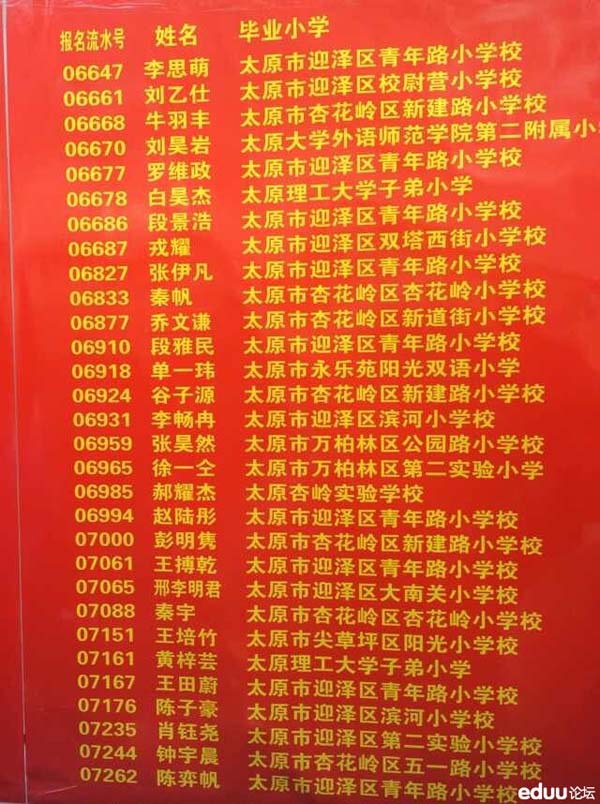 报名流水号 姓名 毕业小学
06647 李思萌 太原市迎泽区青年路小学校
06661 刘乙仕 太原市迎泽区校尉营小学校
06668 牛羽丰 太原市杏花岭区新建路小学校
06670 刘昊岩 太原大学外语师范学院第二附属小
06677 罗维政 太原市迎泽区青年路小学校
06678 白昊杰 太原理工大学子弟小学
06686 段景浩 太原市迎泽区青年路小学校
06687 戎耀 太原市迎泽区双塔西街小学校
06827 张伊凡 太原市迎泽区青年路小学校
06833 秦帆 太原市杏花岭区杏花岭小学校
06877 乔文谦 太原市杏花岭区新道街小学校
06910 段雅民 太原市迎泽区青年路小学校
06918 单一玮 太原市永乐苑阳光双语小学
06924 谷子源 太原市杏花岭区新建路小学校
06931 李畅冉 太原市迎泽区滨河小学校
06959 张昊然 太原市万柏林区公园路小学校
06965 徐一仝 太原市万柏林区第二实验小学
06985 郝耀杰 太原杏岭实验学校
06994 赵陆彤 太原市迎泽区青年路小学校
07000 彭明隽 太原市杏花岭区新建路小学校
07061 王搏乾 太原市迎泽区青年路小学校
07065 邢李明君 太原市迎泽区大南关小学校
07088 秦宇 太原市杏花岭区杏花岭小学校
07151 王培竹 太原市尖草坪区阳光小学校
07161 黄梓芸 太原理工大学子弟小学
07167 王田蔚 太原市迎泽区青年路小学校
07176 陈子豪 太原市迎泽区滨河小学校
07235 肖钰尧 太原市迎泽区第二实验小学校
07244 钟宇晨 太原市杏花岭区五一路小学校
07262 陈弈帆 太原市迎泽区青年路小学校
eduu论坛